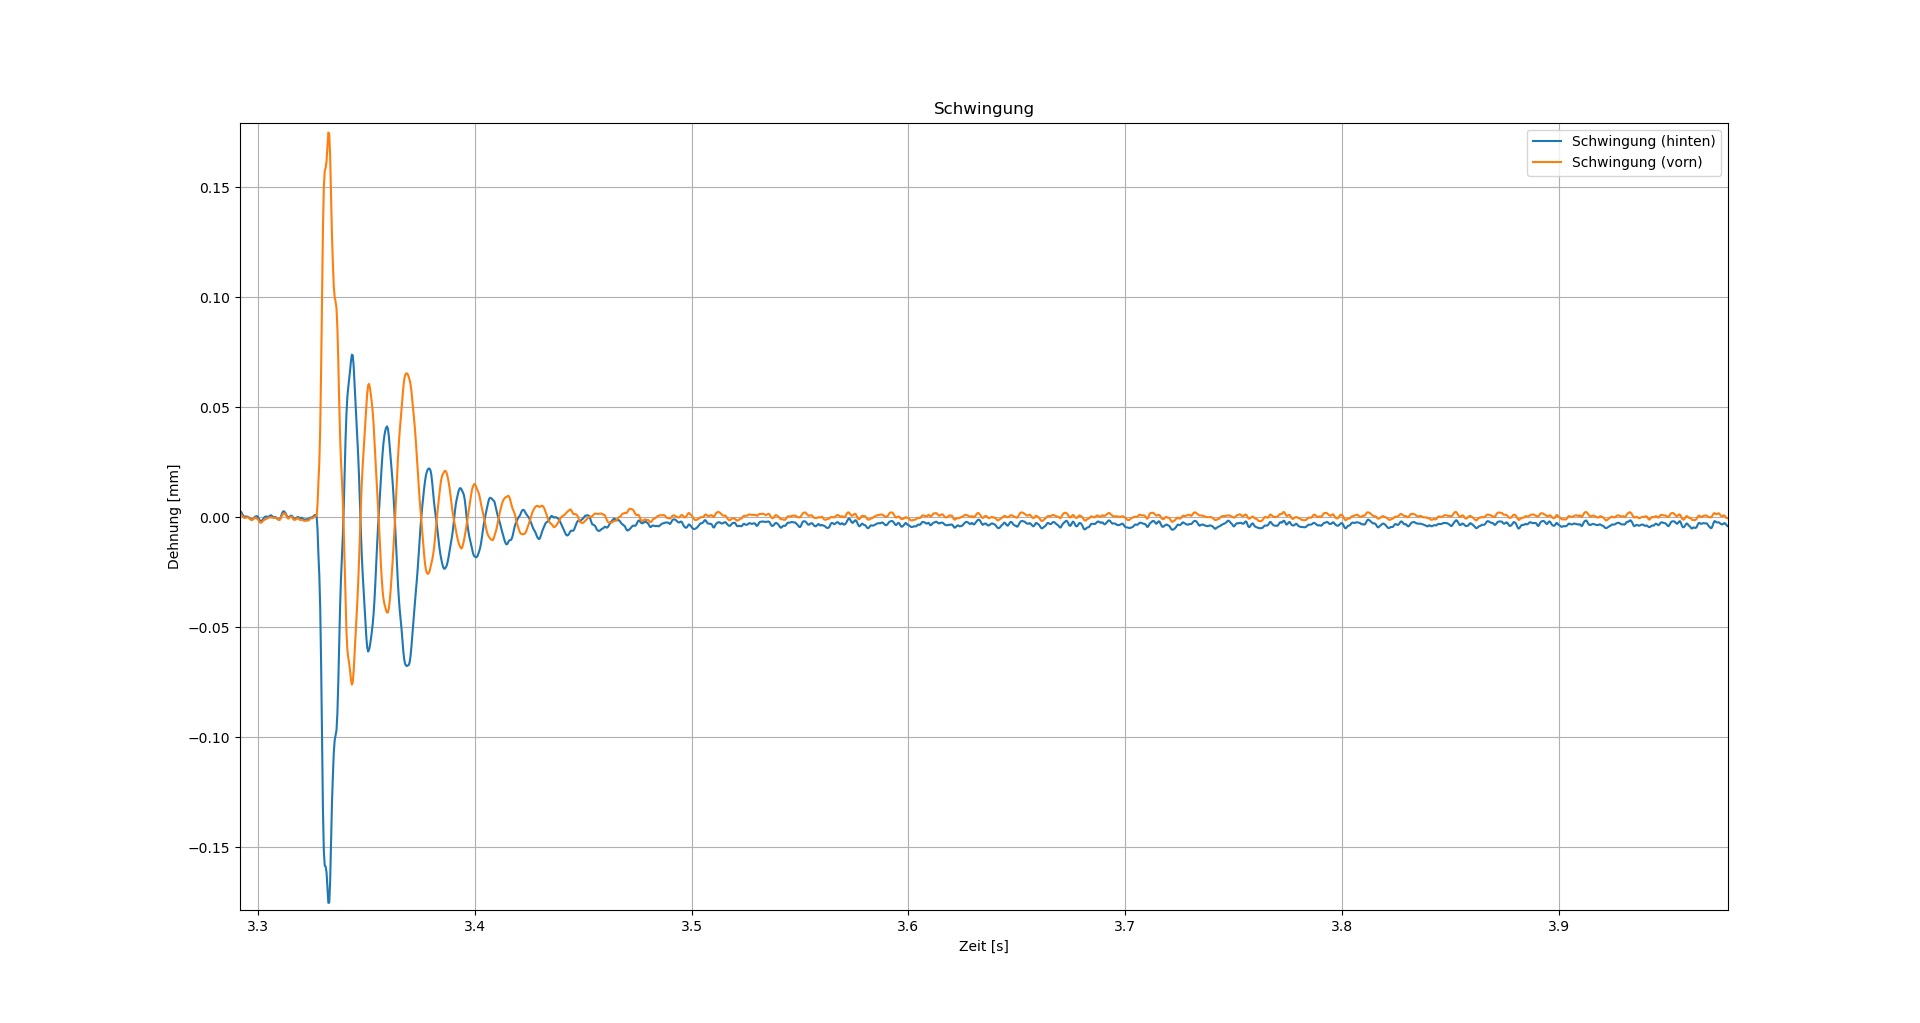 Schwingung
Schwingung (hinten)
Schwingung (vorn)
Dehnung [mm]
0.15
0.10
0.05
0.00
−0.05
−0.10
−0.15
3.3 3.4 3.5 3.6 3.7 3.8 3.9
Zeit [s]